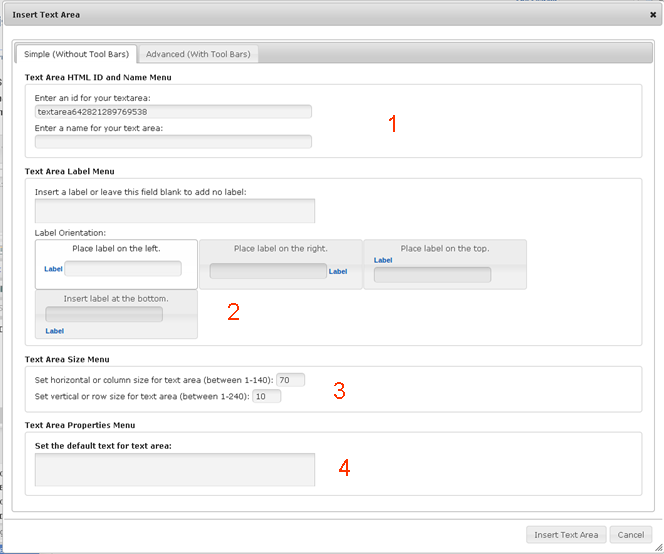 Insert Text Area
Simple (Without Tool Bars) Advanced (With Tool Bars)
Text Area HTML ID and Name Menu
Enter an id for your textarea:
textarea642821289769538
Enter a name for your text area:
1
Text Area Label Menu
Insert a label or leave this field blank to add no label:
Label Orientation:
Place label on the left. Place label on the right. Place label on the top.
Label
Label Label
Insert label at the bottom.
2
Label
Text Area Size Menu
Set horizontal or column size for text area (between 1-140): 70
3
Set vertical or row size for text area (between 1-240): 10
Text Area Properties Menu
Set the default text for text area:
4
Insert Text Area Cancel